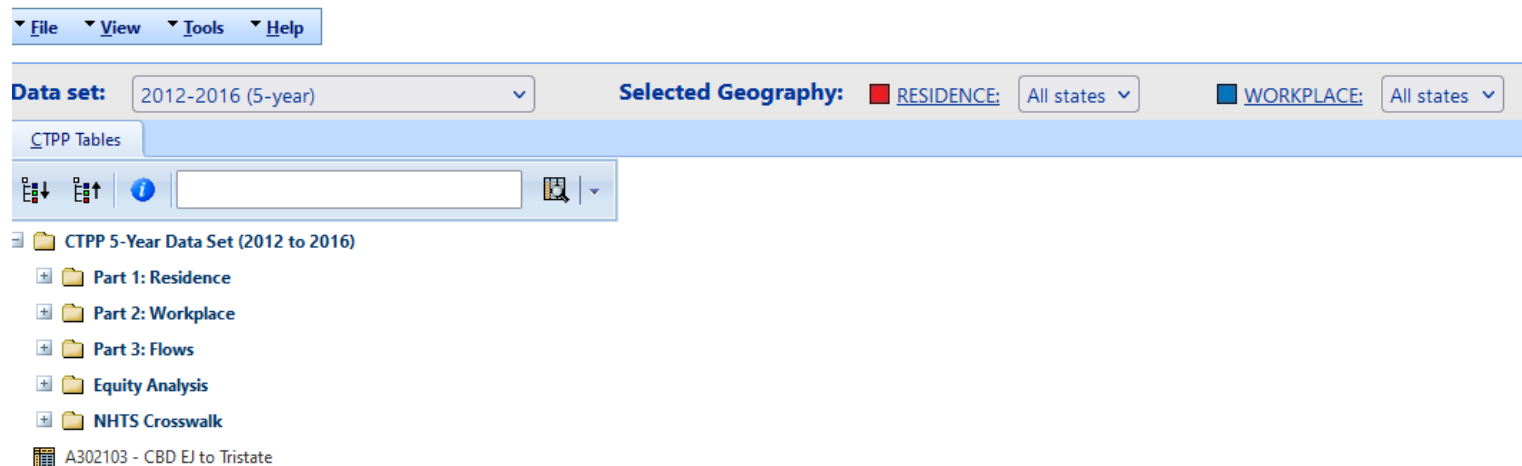 File View Tools Help
Data set: 2012-2016 (5-year) Selected Geography: RESIDENCE: All states WORKPLACE: All states
CTPP Tables
CTPP 5-Year Data Set (2012 to 2016)
Part 1: Residence
Part 2: Workplace
Part 3: Flows
Equity Analysis
NHTS Crosswalk
A302103 - CBD EJ to Tristate